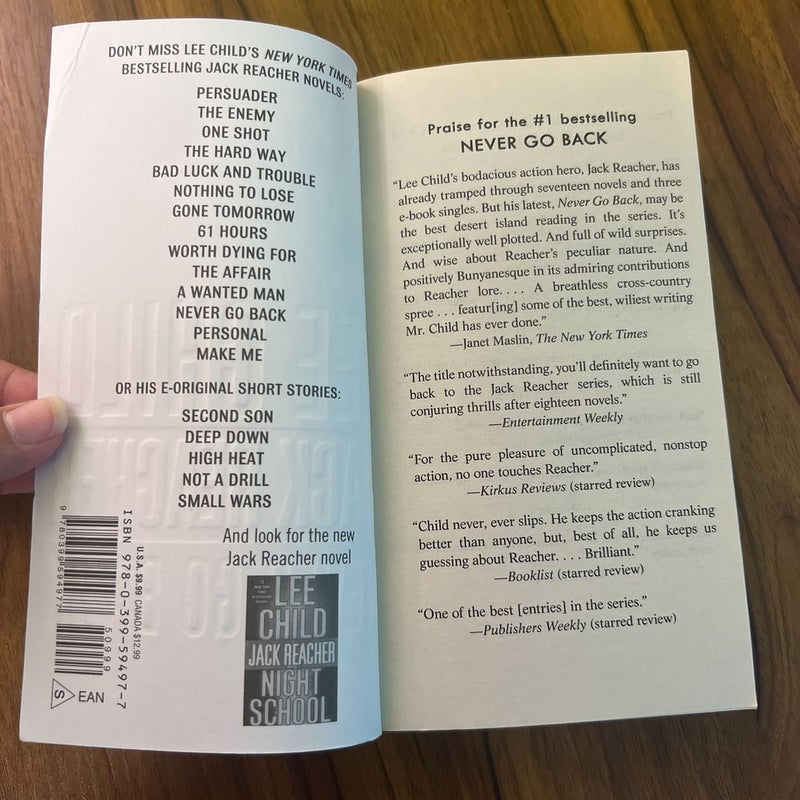 DON'T MISS LEE CHILD'S NEW YORK TIMES
BESTSELLING JACK REACHER NOVELS:
PERSUADER
THE ENEMY
ONE SHOT
THE HARD WAY
BAD LUCK AND TROUBLE
NOTHING TO LOSE
GONE TOMORROW
61 HOURS
WORTH DYING FOR
THE AFFAIR
A WANTED MAN
NEVER GO BACK
PERSONAL
MAKE ME
OR HIS E-ORIGINAL SHORT STORIES:
SECOND SON
DEEP DOWN
HIGH HEAT
NOT A DRILL
SMALL WARS
And look for the new
Jack Reacher novel
LEE
CHILD
JACK REACHER
NIGHT
SCHOOL
9 780399 594977
50999
U.S.A. $9.99 CANADA $12.99
ISBN 978-0-399-59497-7
S EAN
Praise for the #1 bestselling
NEVER GO BACK
“Lee Child's bodacious action hero, Jack Reacher, has
already tramped through seventeen novels and three
e-book singles. But his latest, Never Go Back, may be
the best desert island reading in the series. It's
exceptionally well plotted. And full of wild surprises.
And wise about Reacher's peculiar nature. And
positively Bunyanesque in its admiring contributions
to Reacher lore. . . . A breathless cross-country
spree . . . featur[ing] some of the best, wiliest writing
Mr. Child has ever done.”
—Janet Maslin, The New York Times
“The title notwithstanding, you'll definitely want to go
back to the Jack Reacher series, which is still
conjuring thrills after eighteen novels.”
—Entertainment Weekly
“For the pure pleasure of uncomplicated, nonstop
action, no one touches Reacher.”
—Kirkus Reviews (starred review)
“Child never, ever slips. He keeps the action cranking
better than anyone, but, best of all, he keeps us
guessing about Reacher. . . . Brilliant.”
—Booklist (starred review)
“One of the best [entries] in the series.”
—Publishers Weekly (starred review)